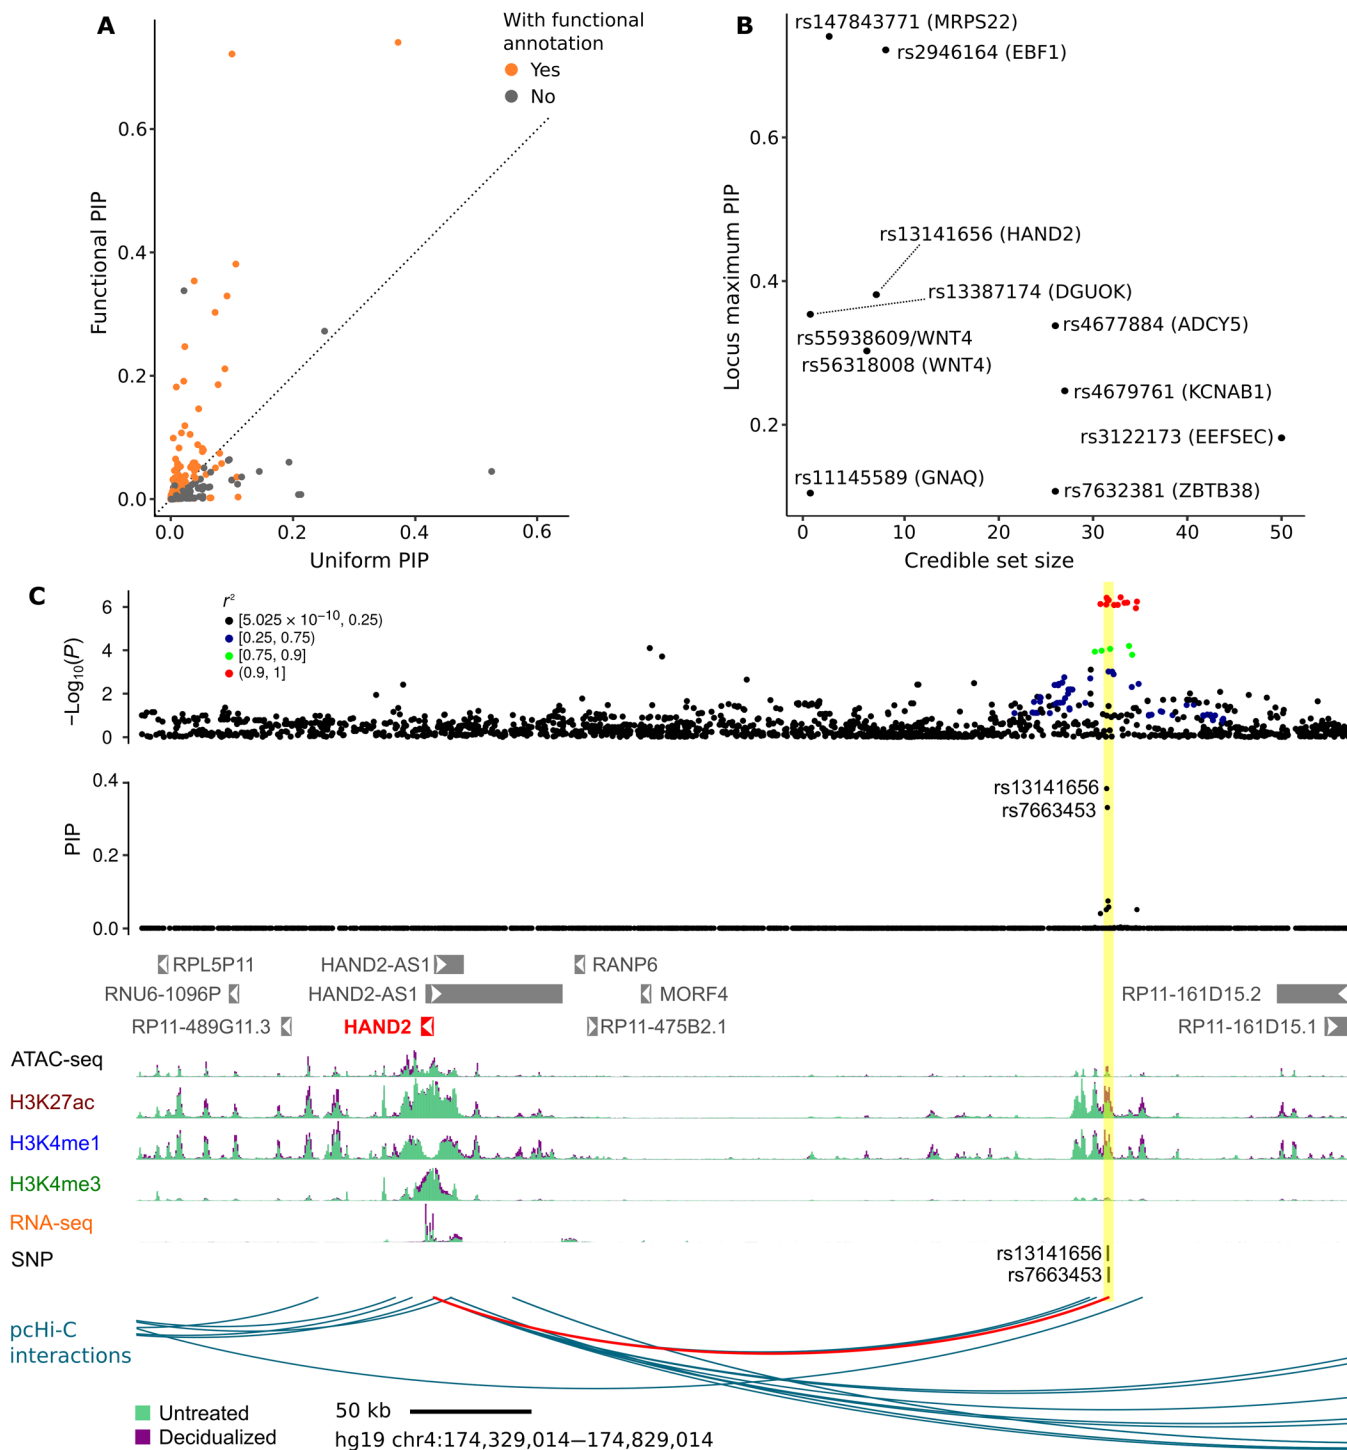 A
With functional
annotation
Yes
No
Functional PIP
0.6
0.4
0.2
0.0
0.0 0.2 0.4 0.6
Uniform PIP
B
Locus maximum PIP
0.6
0.4
0.2
rs147843771 (MRPS22)
rs2946164 (EBF1)
rs13141656 (HAND2)
rs13387174 (DGUOK)
rs55938609/WNT4
rs56318008 (WNT4)
rs4677884 (ADCY5)
rs4679761 (KCNAB1)
rs3122173 (EEFSEC)
rs11145589 (GNAQ)
rs7632381 (ZBTB38)
0 10 20 30 40 50
Credible set size
C
−Log10(P)
6
4
2
0
r²
[5.025 × 10⁻¹⁰, 0.25)
[0.25, 0.75)
[0.75, 0.9]
(0.9, 1]
PIP
0.4
0.2
0.0
rs13141656
rs7663453
RPL5P11 HAND2-AS1 RANP6
RNU6-1096P HAND2-AS1 MORF4 RP11-161D15.2
RP11-489G11.3 HAND2 RP11-475B2.1 RP11-161D15.1
ATAC-seq
H3K27ac
H3K4me1
H3K4me3
RNA-seq
SNP
rs13141656
rs7663453
pcHi-C
interactions
Untreated
Decidualized
50 kb
hg19 chr4:174,329,014—174,829,014